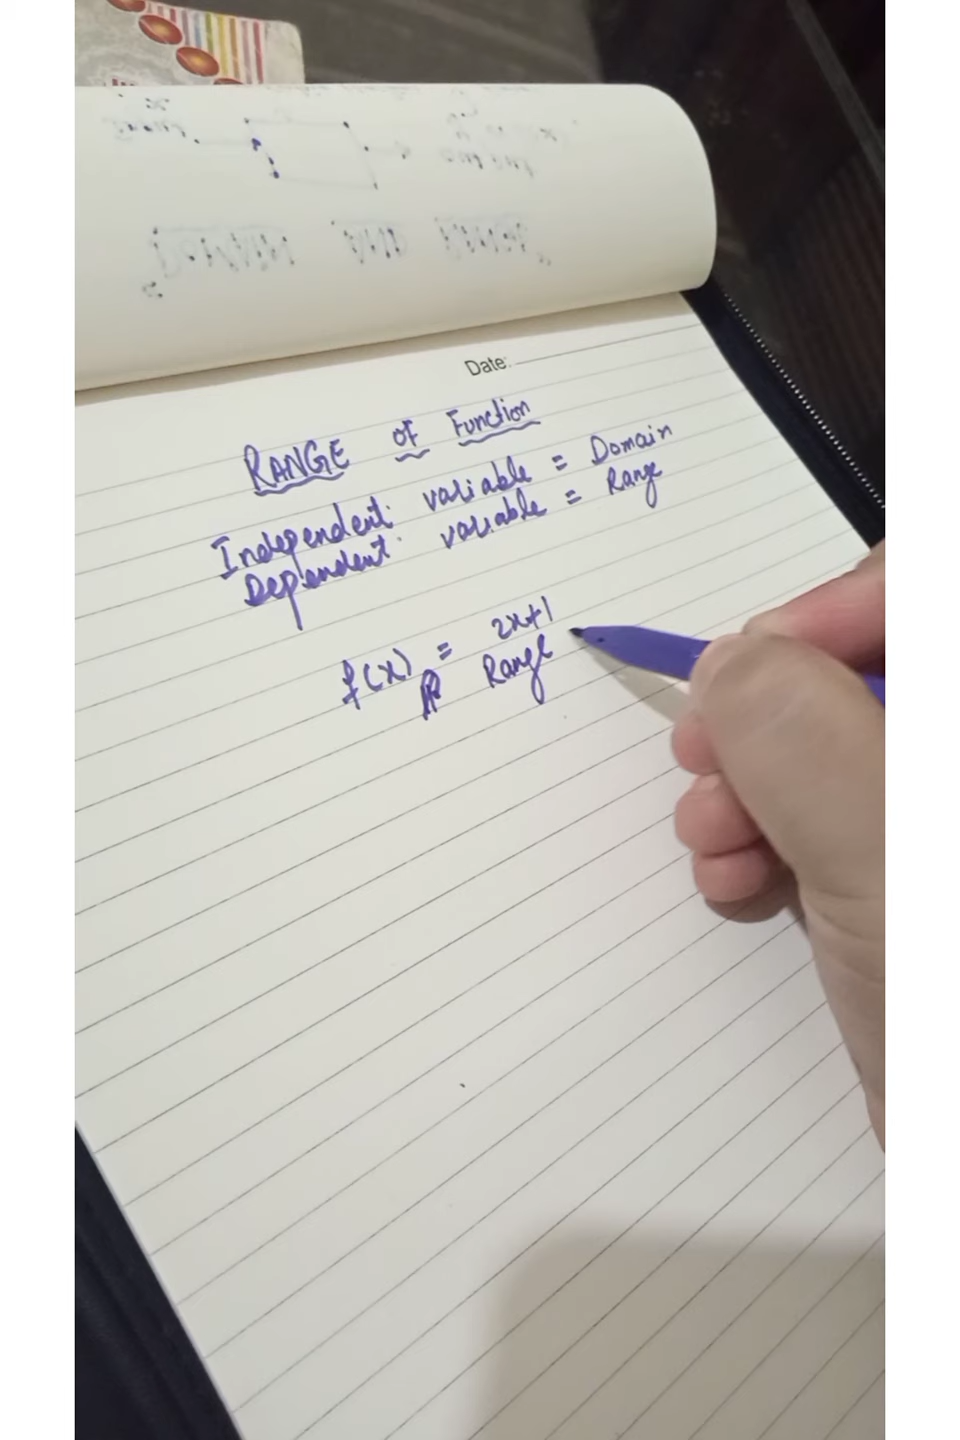 Date:
RANGE OF Function
Independent variable = Domain
Dependent variable = Range
f(x) = 2x+1
Range